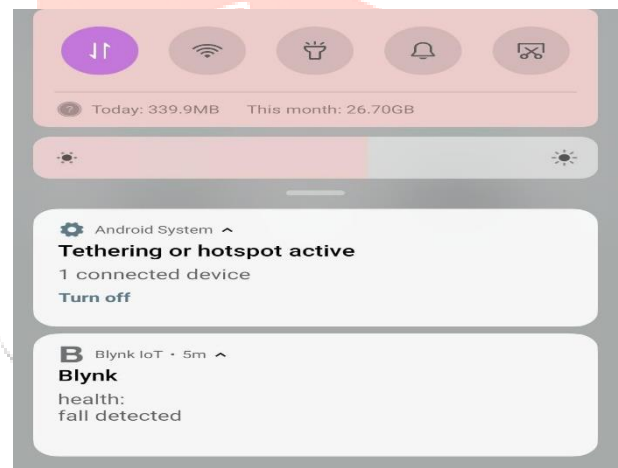 Today: 339.9MB This month: 26.70GB
Android System
Tethering or hotspot active
1 connected device
Turn off
B Blynk IoT · 5m
Blynk
health:
fall detected